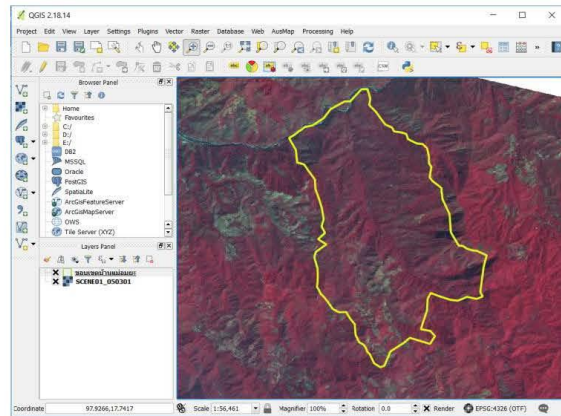 QGIS 2.18.14
Project Edit View Layer Settings Plugins Vector Raster Database Web AusMap Processing Help
Browser Panel
Home
Favourites
C:/
D:/
E:/
DB2
MSSQL
Oracle
PostGIS
SpatiaLite
ArcGisFeatureServer
ArcGisMapServer
OWS
Tile Server (XYZ)
Layers Panel
SCENE01_050301
Coordinate 97.9266,17.7417 Scale 1:56,461 Magnifier 100% Rotation 0.0 Render EPSG:4326 (OTF)